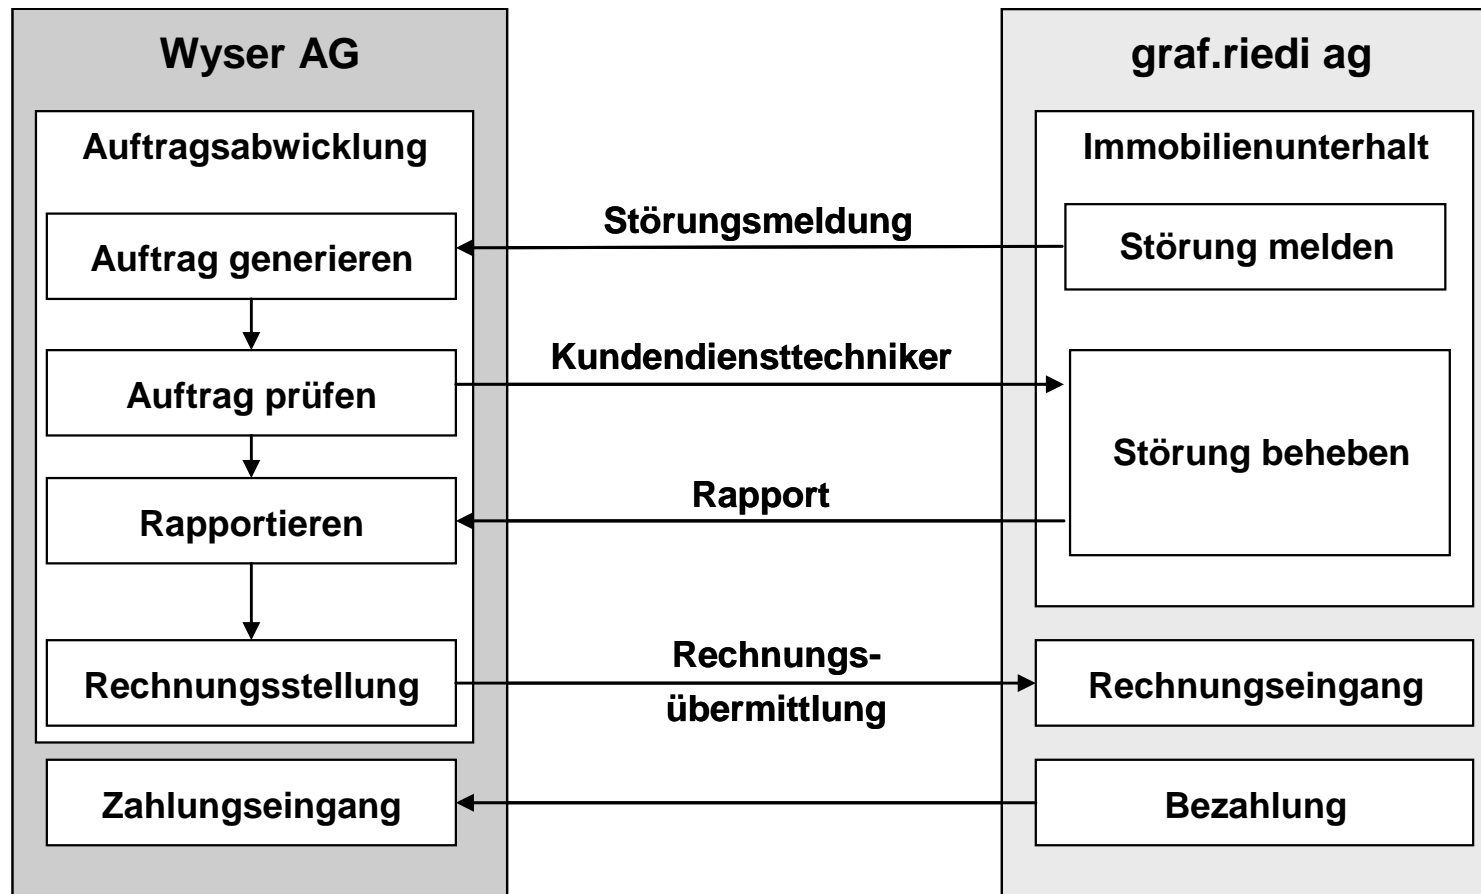 Wyser AG
graf.riedi ag
Auftragsabwicklung
Immobilienunterhalt
Störungsmeldung
Auftrag generieren
Störung melden
Kundendiensttechniker
Auftrag prüfen
Störung beheben
Rapport
Rapportieren
Rechnungs-
übermittlung
Rechnungsstellung
Rechnungseingang
Zahlungseingang
Bezahlung